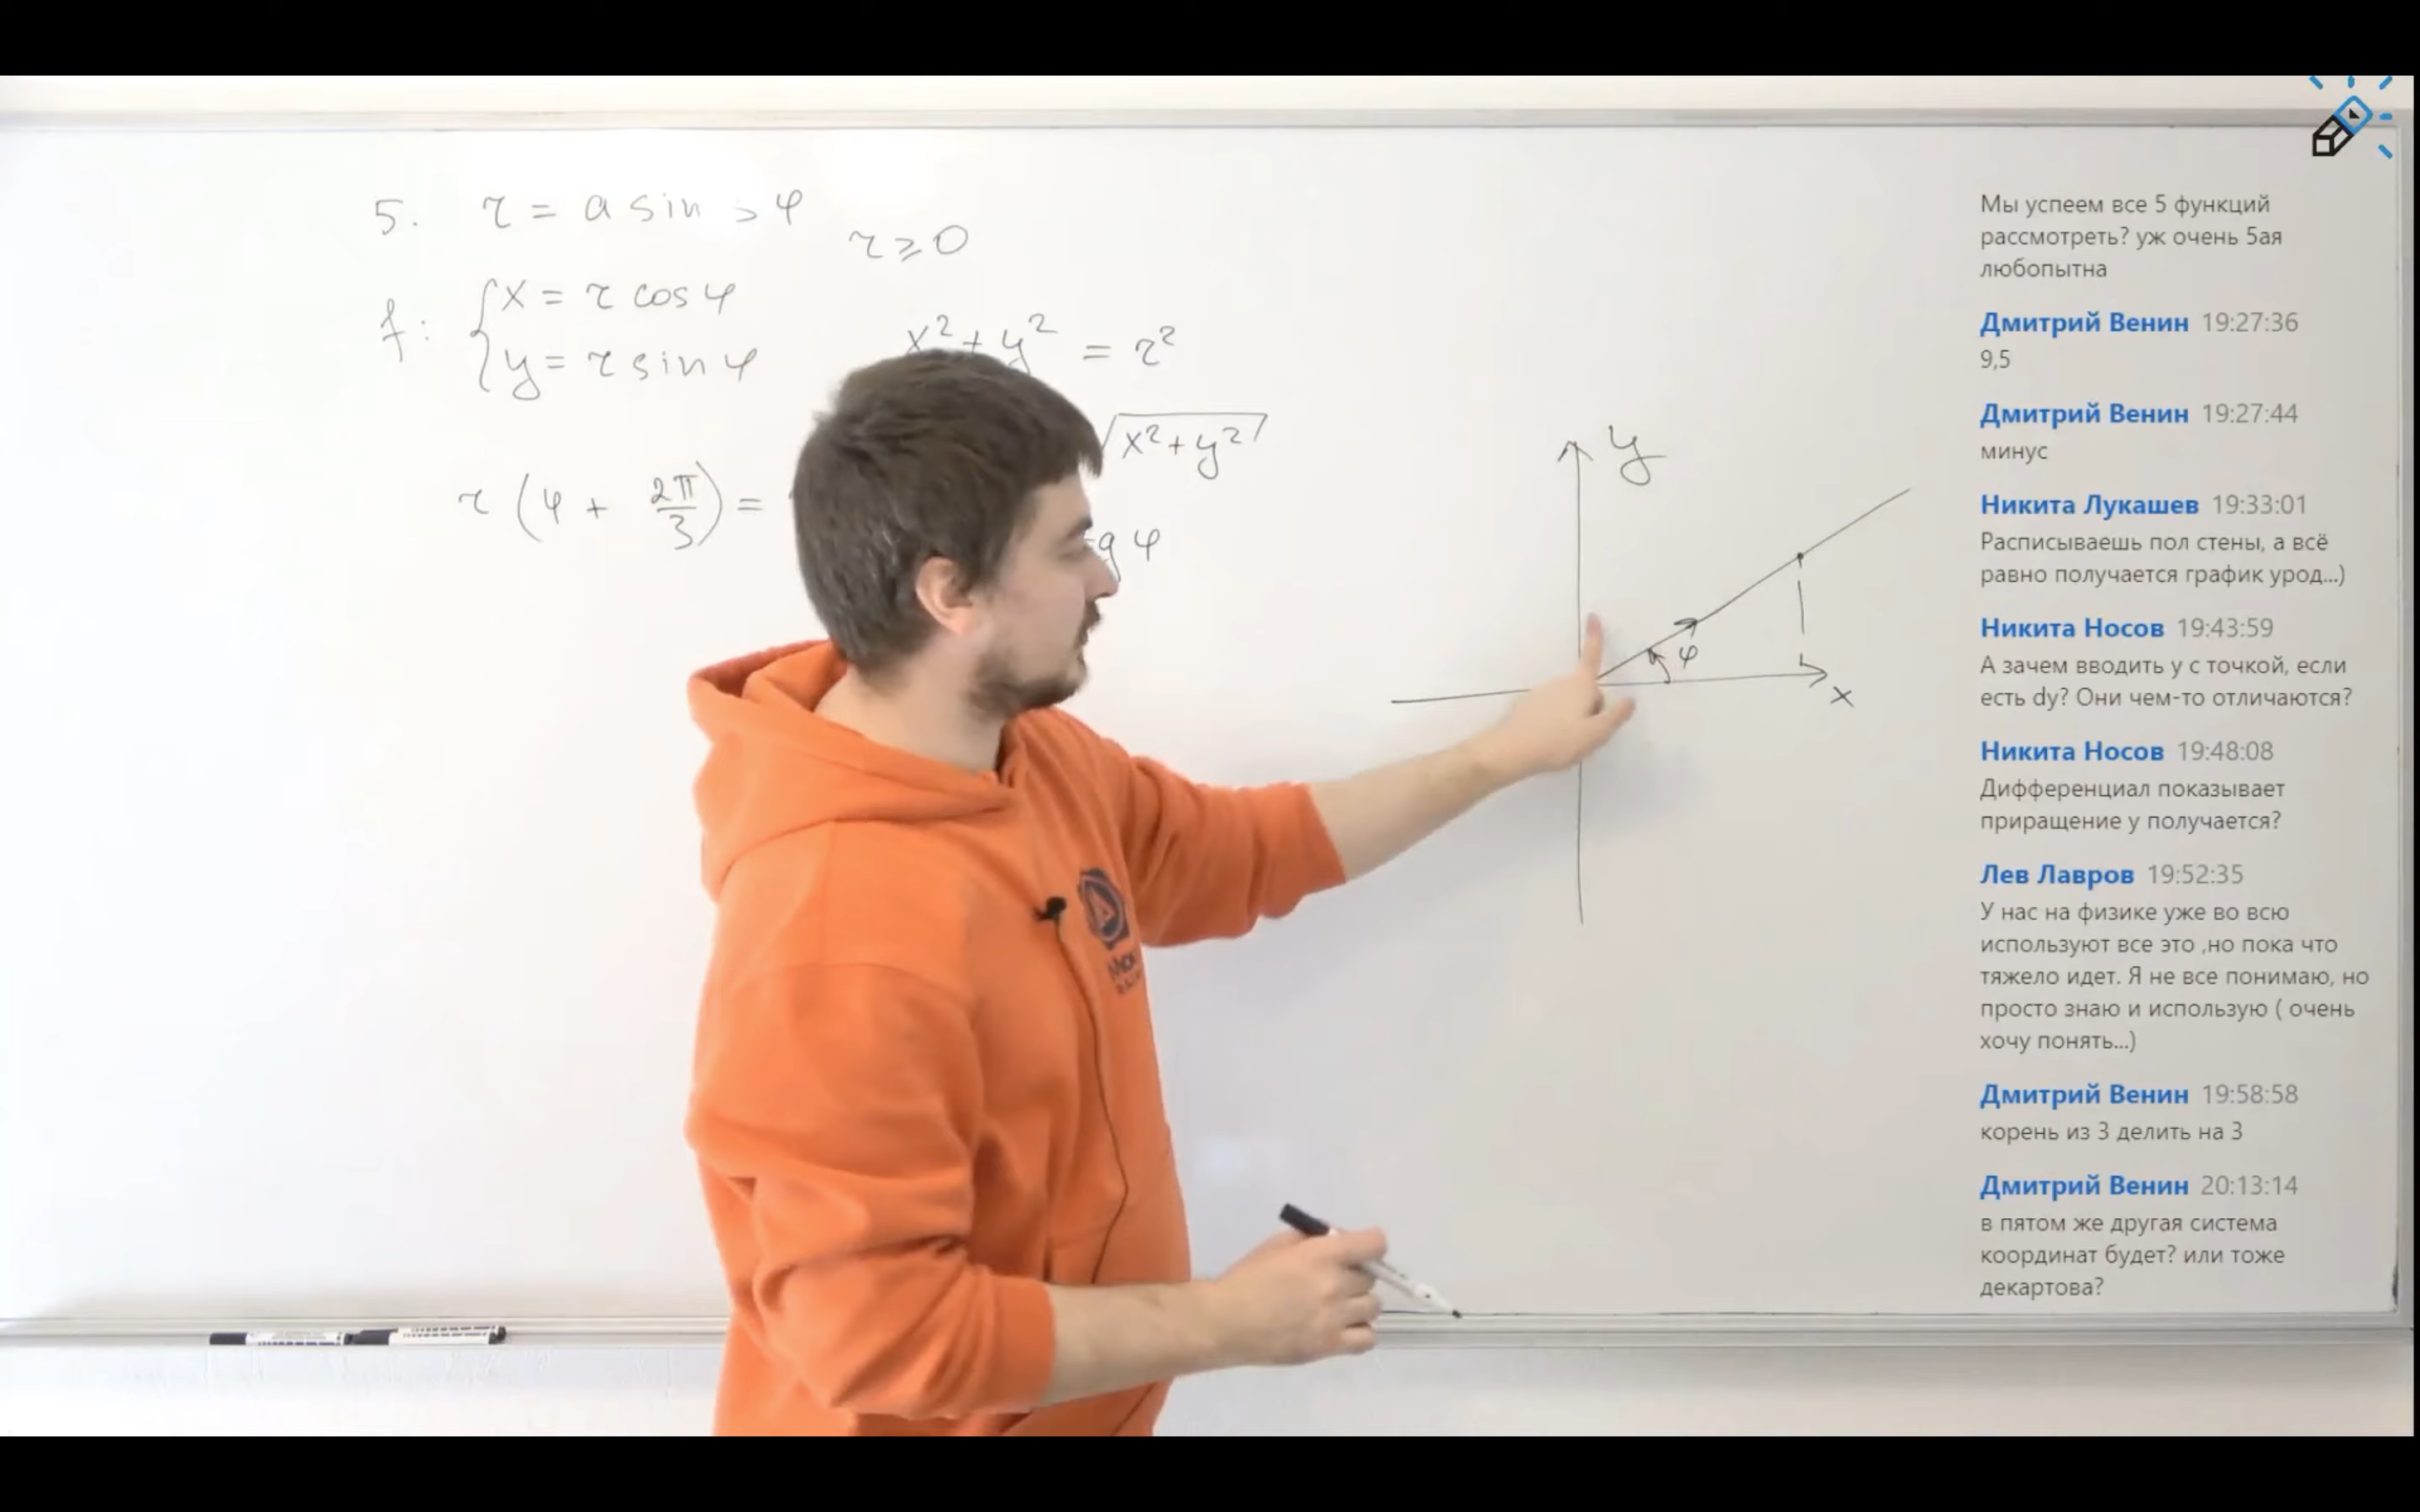 5. r = a sin 3φ
r ⩾ 0
f: { x = r cos φ
y = r sin φ
x² + y² = r²
√x² + y²
r (φ + 2π/3) =
g φ
y
φ
x
Мы успеем все 5 функций
рассмотреть? уж очень 5ая
любопытна
Дмитрий Венин 19:27:36
9,5
Дмитрий Венин 19:27:44
минус
Никита Лукашев 19:33:01
Расписываешь пол стены, а всё
равно получается график урод...)
Никита Носов 19:43:59
А зачем вводить у с точкой, если
есть dy? Они чем-то отличаются?
Никита Носов 19:48:08
Дифференциал показывает
приращение у получается?
Лев Лавров 19:52:35
У нас на физике уже во всю
используют все это ,но пока что
тяжело идет. Я не все понимаю, но
просто знаю и использую ( очень
хочу понять...)
Дмитрий Венин 19:58:58
корень из 3 делить на 3
Дмитрий Венин 20:13:14
в пятом же другая система
координат будет? или тоже
декартова?